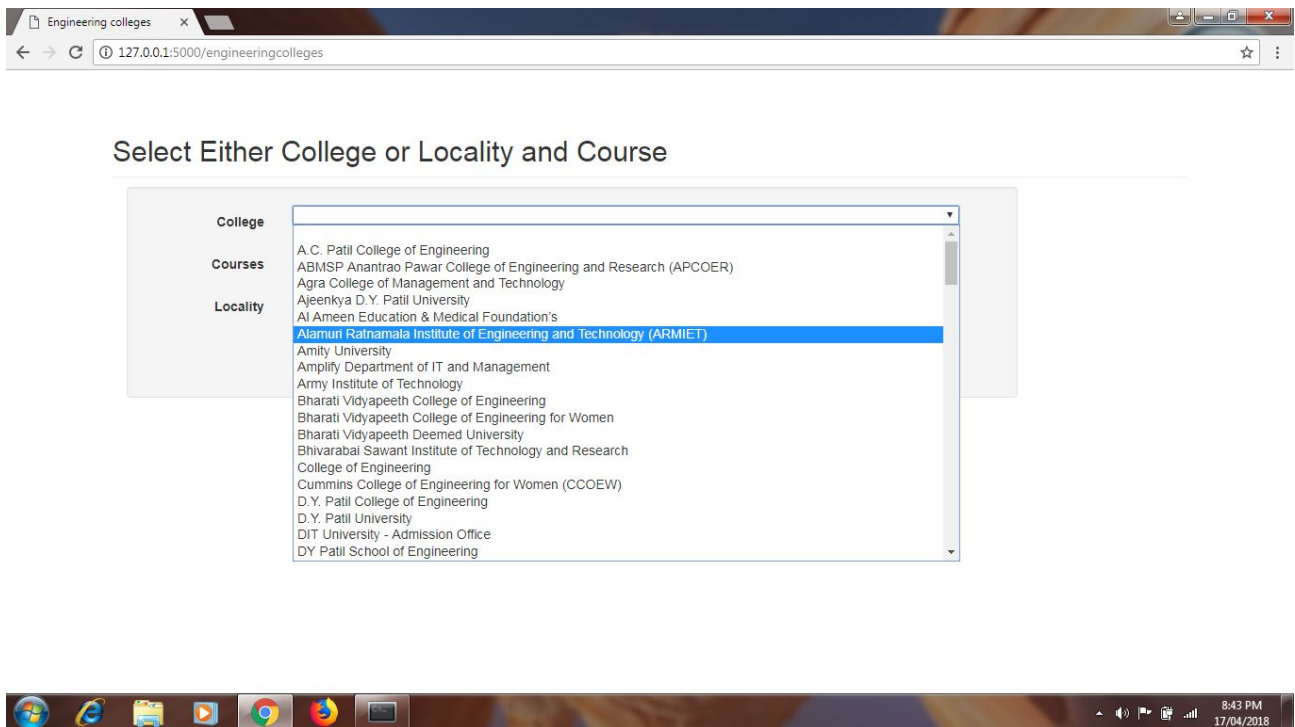 Engineering colleges
127.0.0.1:5000/engineeringcolleges
Select Either College or Locality and Course
College
Courses
Locality
A.C. Patil College of Engineering
ABMSP Anantrao Pawar College of Engineering and Research (APCOER)
Agra College of Management and Technology
Ajeenkya D.Y. Patil University
Al Ameen Education & Medical Foundation's
Alamuri Ratnamala Institute of Engineering and Technology (ARMIET)
Amity University
Amplify Department of IT and Management
Army Institute of Technology
Bharati Vidyapeeth College of Engineering
Bharati Vidyapeeth College of Engineering for Women
Bharati Vidyapeeth Deemed University
Bhivarabai Sawant Institute of Technology and Research
College of Engineering
Cummins College of Engineering for Women (CCOEW)
D.Y. Patil College of Engineering
D.Y. Patil University
DIT University - Admission Office
DY Patil School of Engineering
8:43 PM
17/04/2018